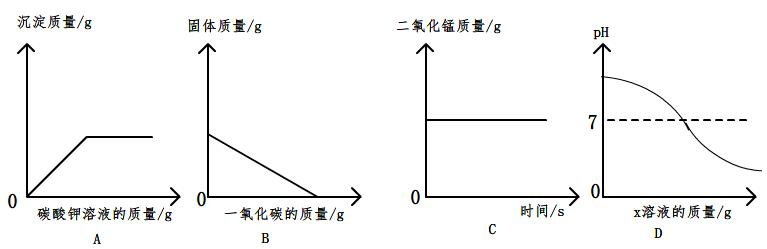 沉淀质量/g
0
碳酸钾溶液的质量/g
A
固体质量/g
0
一氧化碳的质量/g
B
二氧化锰质量/g
0
时间/s
C
pH
7
0
x溶液的质量/g
D